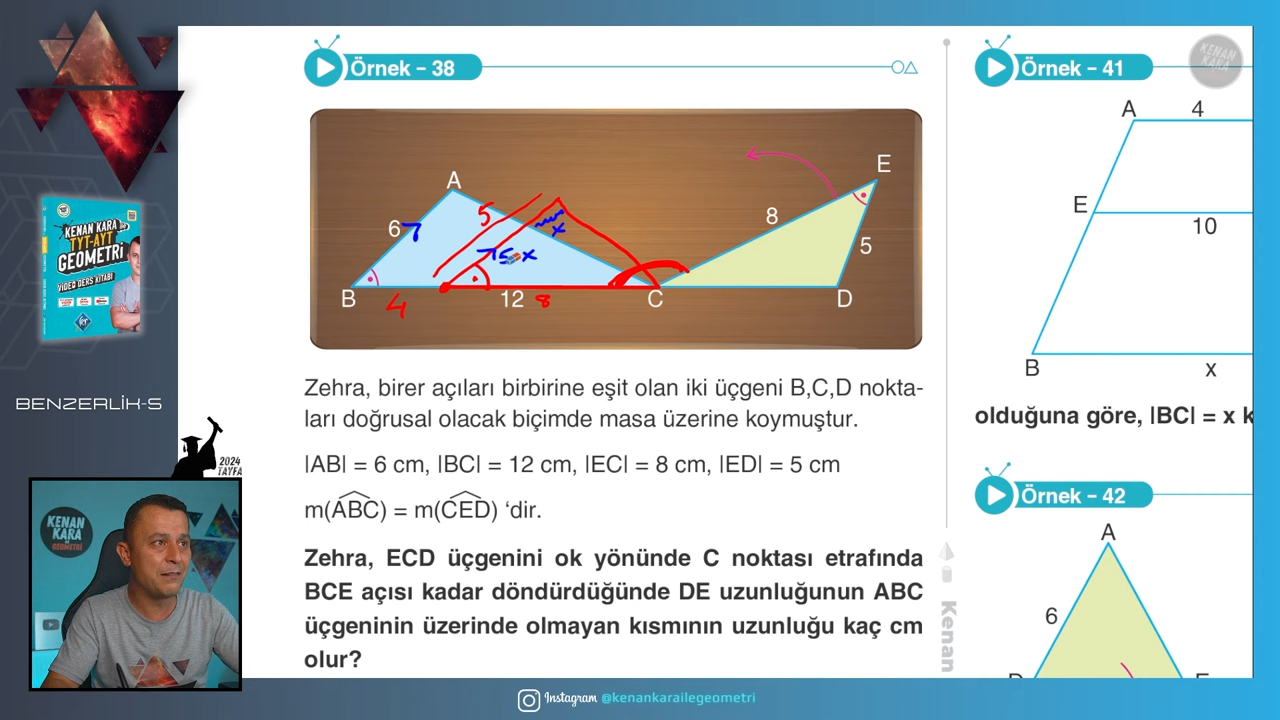 Örnek – 38
A
E
6
7
5
x
5-x
8
5
B
4
12
8
C
D
Zehra, birer açıları birbirine eşit olan iki üçgeni B,C,D nokta-
ları doğrusal olacak biçimde masa üzerine koymuştur.
|AB| = 6 cm, |BC| = 12 cm, |EC| = 8 cm, |ED| = 5 cm
m(ABC) = m(CED) ‘dir.
Zehra, ECD üçgenini ok yönünde C noktası etrafında
BCE açısı kadar döndürdüğünde DE uzunluğunun ABC
üçgeninin üzerinde olmayan kısmının uzunluğu kaç cm
olur?
Örnek – 41
KENAN
KARA
A
4
E
10
B
x
olduğuna göre, |BC| = x k
Örnek – 42
A
6
D
E
Kenan
KENAN KARA
TYT-AYT
GEOMETRİ
VİDEO DERS KİTABI
BENZERLİK-5
2024
TAYFA
KENAN
KARA
GEOMETRİ
Instagram @kenankarailegeometri